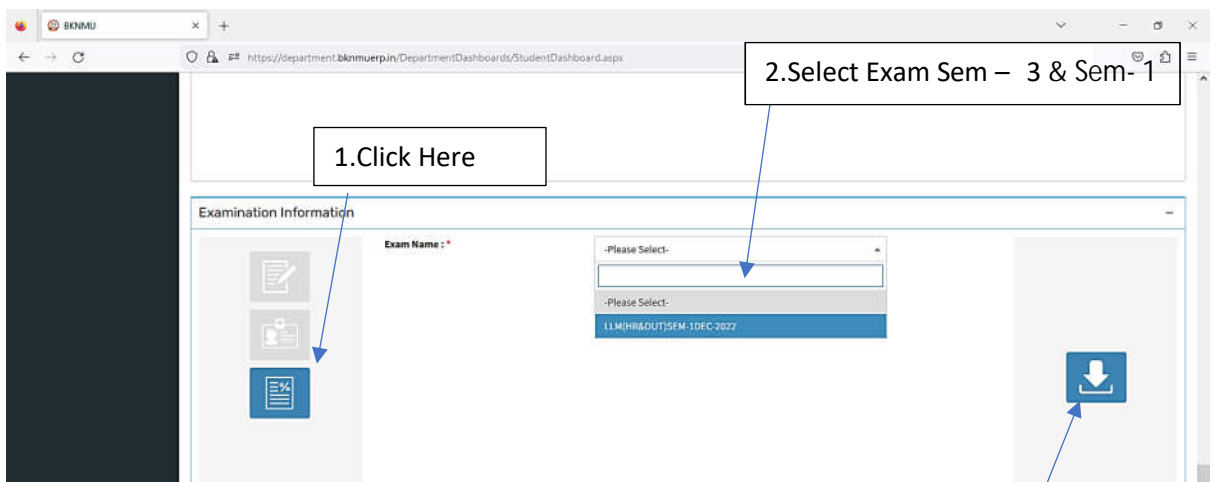 BKNMU
https://department.bknmuerp.in/DepartmentDashboards/StudentDashboard.aspx
2.Select Exam Sem – 3 & Sem- 1
1.Click Here
Examination Information
Exam Name : *
-Please Select-
-Please Select-
LLM(HR&DUT)SEM-1DEC-2022